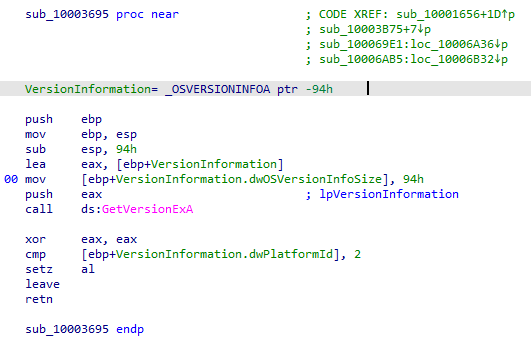 sub_10003695 proc near ; CODE XREF: sub_10001656+1D↑p
; sub_10003B75+7↓p
; sub_100069E1:loc_10006A36↓p
; sub_10006AB5:loc_10006B32↓p
VersionInformation= _OSVERSIONINFOA ptr -94h
push ebp
mov ebp, esp
sub esp, 94h
lea eax, [ebp+VersionInformation]
00 mov [ebp+VersionInformation.dwOSVersionInfoSize], 94h
push eax ; lpVersionInformation
call ds:GetVersionExA
xor eax, eax
cmp [ebp+VersionInformation.dwPlatformId], 2
setz al
leave
retn
sub_10003695 endp